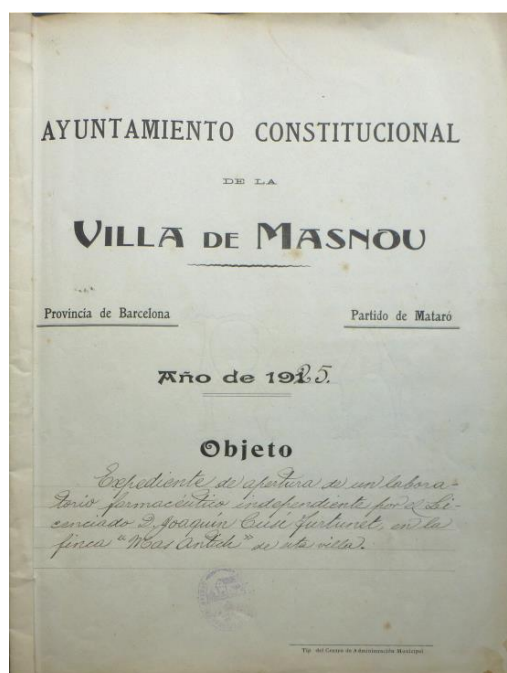 AYUNTAMIENTO CONSTITUCIONAL
DE LA
VILLA DE MASNOU
Provincia de Barcelona
Partido de Mataró
Año de 1925.
Objeto
Expediente de apertura de un labora-
torio farmacéutico independiente por el Li-
cenciado D. Joaquín Cusí Furtunet, en la
finca "Mas Antich" de esta villa.
Tip. del Centro de Administración Municipal